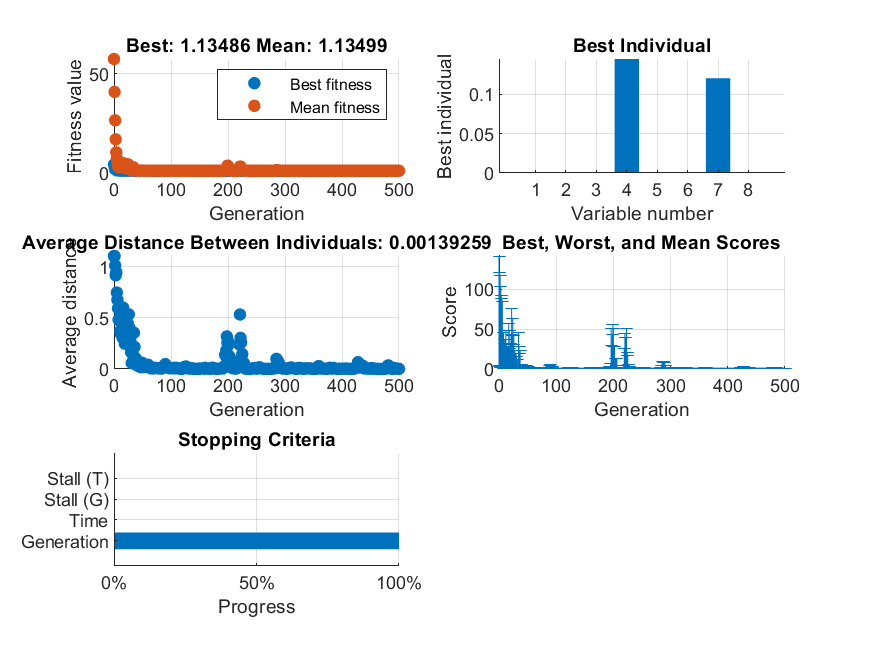 Best: 1.13486 Mean: 1.13499
Fitness value
50
0
Best fitness
Mean fitness
0 100 200 300 400 500
Generation
Best Individual
Best individual
0.1
0.05
0
1 2 3 4 5 6 7 8
Variable number
Average Distance Between Individuals: 0.00139259
Average distance
1
0.5
0
0 100 200 300 400 500
Generation
Best, Worst, and Mean Scores
Score
100
50
0
0 100 200 300 400 500
Generation
Stopping Criteria
Stall (T)
Stall (G)
Time
Generation
0% 50% 100%
Progress